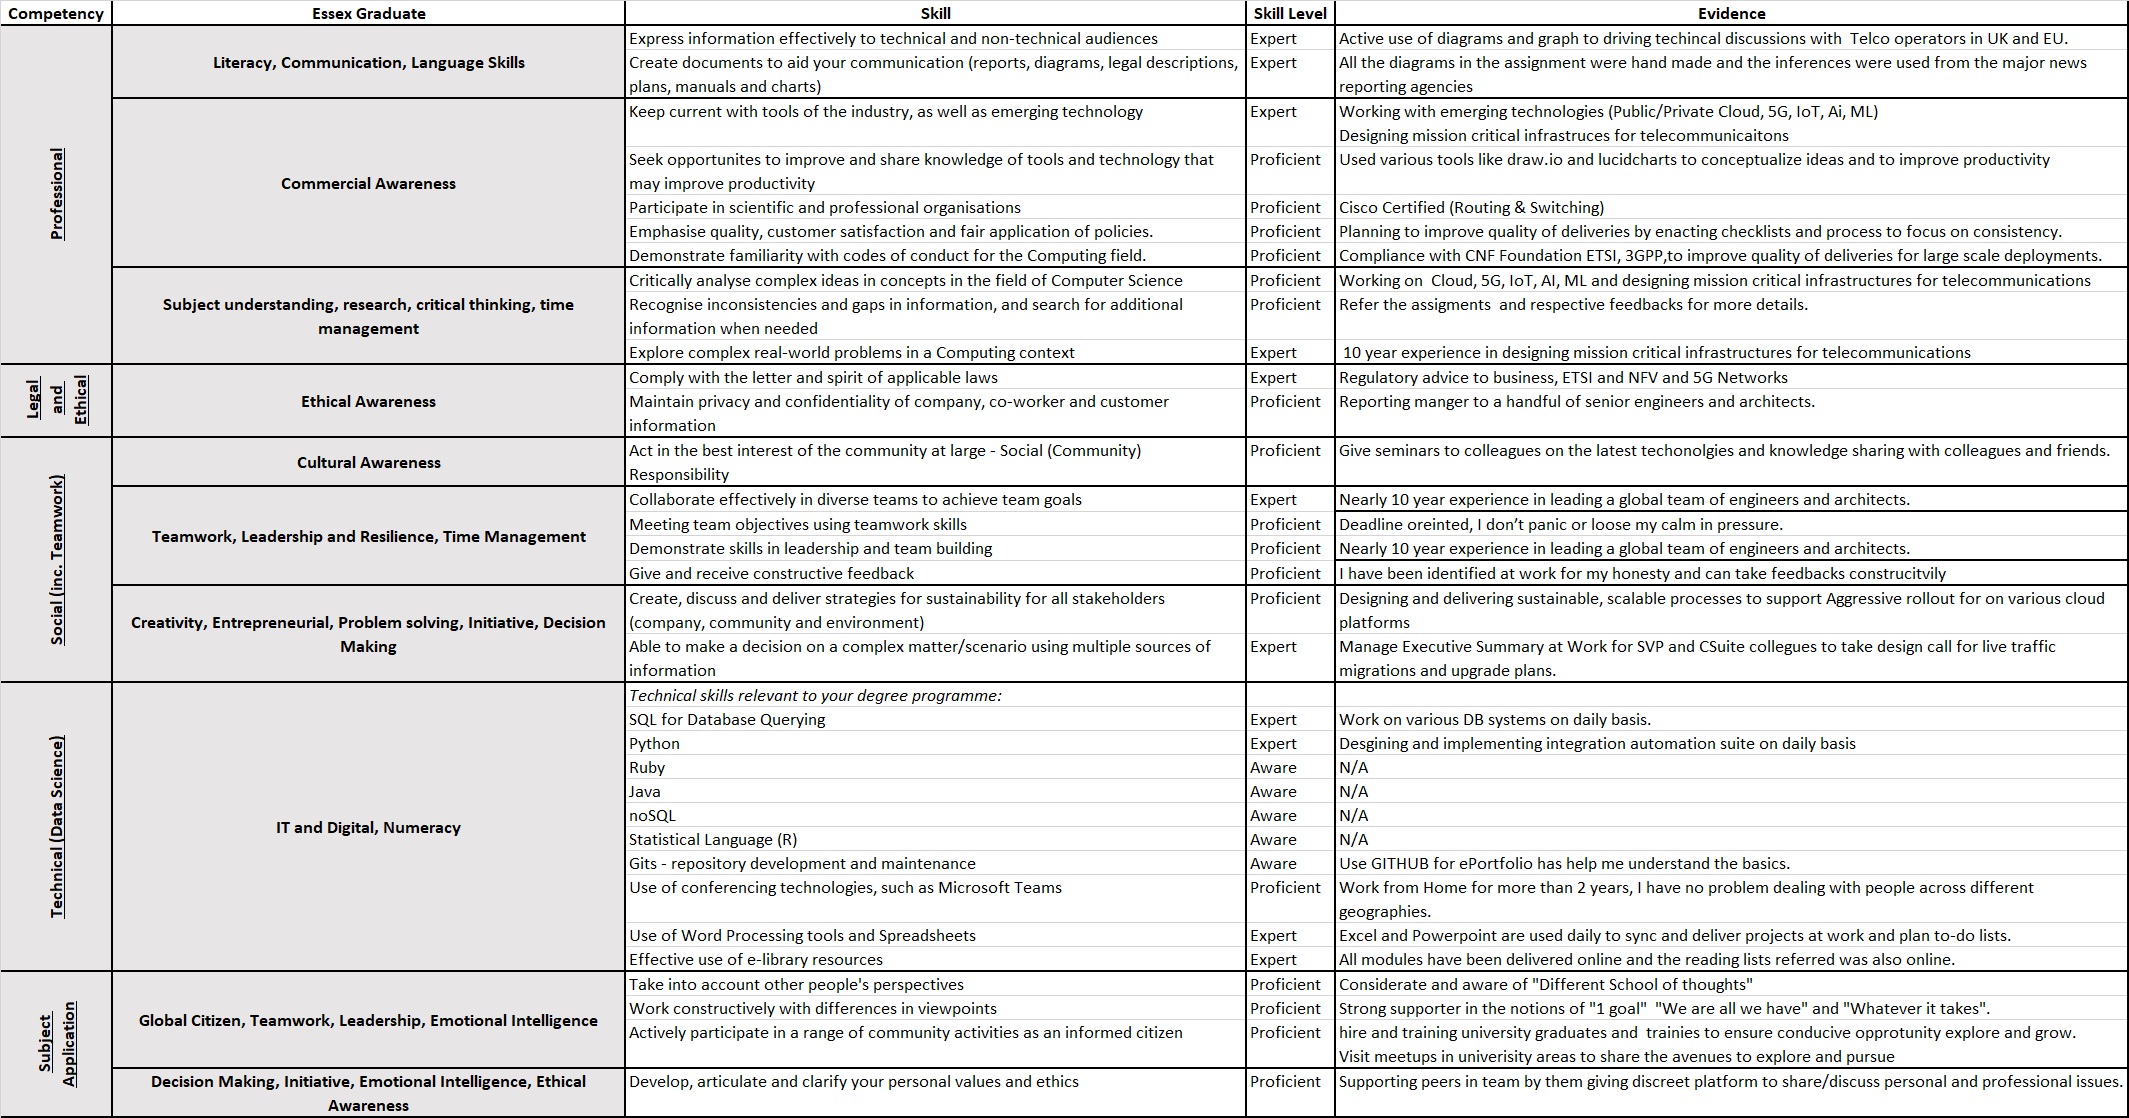 Competency Essex Graduate Skill Skill Level Evidence
Professional
Literacy, Communication, Language Skills
Express information effectively to technical and non-technical audiences Expert Active use of diagrams and graph to driving techincal discussions with Telco operators in UK and EU.
Create documents to aid your communication (reports, diagrams, legal descriptions, Expert All the diagrams in the assignment were hand made and the inferences were used from the major news
plans, manuals and charts) reporting agencies
Commercial Awareness
Keep current with tools of the industry, as well as emerging technology Expert Working with emerging technologies (Public/Private Cloud, 5G, IoT, Ai, ML)
Designing mission critical infrastruces for telecommunicaitons
Seek opportunites to improve and share knowledge of tools and technology that Proficient Used various tools like draw.io and lucidcharts to conceptualize ideas and to improve productivity
may improve productivity
Participate in scientific and professional organisations Proficient Cisco Certified (Routing & Switching)
Emphasise quality, customer satisfaction and fair application of policies. Proficient Planning to improve quality of deliveries by enacting checklists and process to focus on consistency.
Demonstrate familiarity with codes of conduct for the Computing field. Proficient Compliance with CNF Foundation ETSI, 3GPP,to improve quality of deliveries for large scale deployments.
Subject understanding, research, critical thinking, time
management
Critically analyse complex ideas in concepts in the field of Computer Science Proficient Working on Cloud, 5G, IoT, AI, ML and designing mission critical infrastructures for telecommunications
Recognise inconsistencies and gaps in information, and search for additional Proficient Refer the assigments and respective feedbacks for more details.
information when needed
Explore complex real-world problems in a Computing context Expert 10 year experience in designing mission critical infrastructures for telecommunications
Legal
and
Ethical
Ethical Awareness
Comply with the letter and spirit of applicable laws Expert Regulatory advice to business, ETSI and NFV and 5G Networks
Maintain privacy and confidentiality of company, co-worker and customer Proficient Reporting manger to a handful of senior engineers and architects.
information
Social (inc. Teamwork)
Cultural Awareness
Act in the best interest of the community at large - Social (Community) Proficient Give seminars to colleagues on the latest techonolgies and knowledge sharing with colleagues and friends.
Responsibility
Teamwork, Leadership and Resilience, Time Management
Collaborate effectively in diverse teams to achieve team goals Expert Nearly 10 year experience in leading a global team of engineers and architects.
Meeting team objectives using teamwork skills Proficient Deadline oreinted, I don’t panic or loose my calm in pressure.
Demonstrate skills in leadership and team building Proficient Nearly 10 year experience in leading a global team of engineers and architects.
Give and receive constructive feedback Proficient I have been identified at work for my honesty and can take feedbacks construcitvily
Creativity, Entrepreneurial, Problem solving, Initiative, Decision
Making
Create, discuss and deliver strategies for sustainability for all stakeholders Proficient Designing and delivering sustainable, scalable processes to support Aggressive rollout for on various cloud
(company, community and environment) platforms
Able to make a decision on a complex matter/scenario using multiple sources of Expert Manage Executive Summary at Work for SVP and CSuite collegues to take design call for live traffic
information migrations and upgrade plans.
Technical (Data Science)
IT and Digital, Numeracy
Technical skills relevant to your degree programme:
SQL for Database Querying Expert Work on various DB systems on daily basis.
Python Expert Desgining and implementing integration automation suite on daily basis
Ruby Aware N/A
Java Aware N/A
noSQL Aware N/A
Statistical Language (R) Aware N/A
Gits - repository development and maintenance Aware Use GITHUB for ePortfolio has help me understand the basics.
Use of conferencing technologies, such as Microsoft Teams Proficient Work from Home for more than 2 years, I have no problem dealing with people across different
geographies.
Use of Word Processing tools and Spreadsheets Expert Excel and Powerpoint are used daily to sync and deliver projects at work and plan to-do lists.
Effective use of e-library resources Expert All modules have been delivered online and the reading lists referred was also online.
Subject
Application
Global Citizen, Teamwork, Leadership, Emotional Intelligence
Take into account other people's perspectives Proficient Considerate and aware of "Different School of thoughts"
Work constructively with differences in viewpoints Proficient Strong supporter in the notions of "1 goal" "We are all we have" and "Whatever it takes".
Actively participate in a range of community activities as an informed citizen Proficient hire and training university graduates and trainies to ensure conducive opprotunity explore and grow.
Visit meetups in univerisity areas to share the avenues to explore and pursue
Decision Making, Initiative, Emotional Intelligence, Ethical
Awareness
Develop, articulate and clarify your personal values and ethics Proficient Supporting peers in team by them giving discreet platform to share/discuss personal and professional issues.